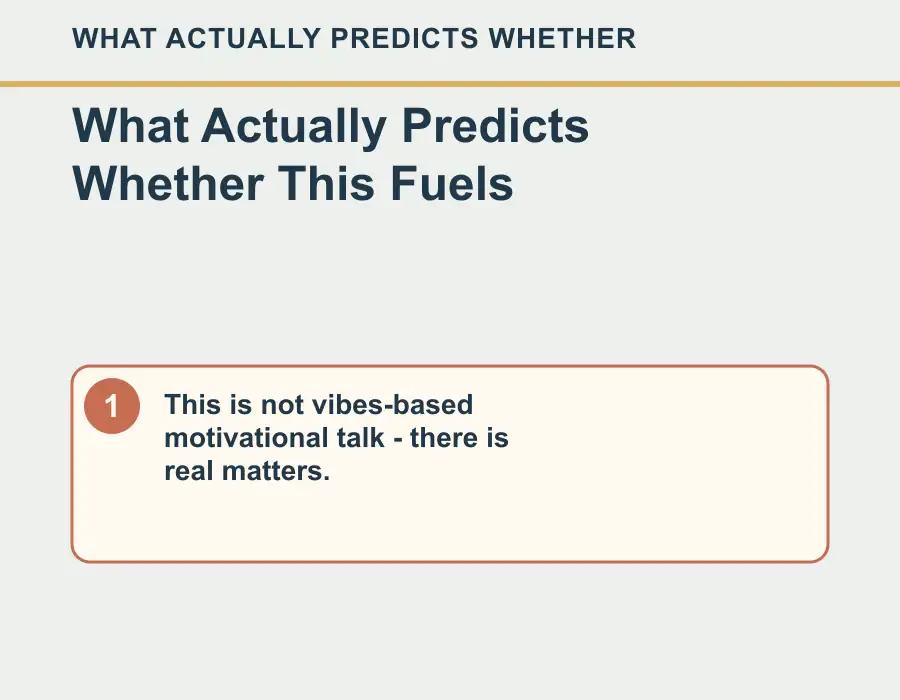 WHAT ACTUALLY PREDICTS WHETHER
What Actually Predicts
Whether This Fuels
1
This is not vibes-based
motivational talk - there is
real matters.